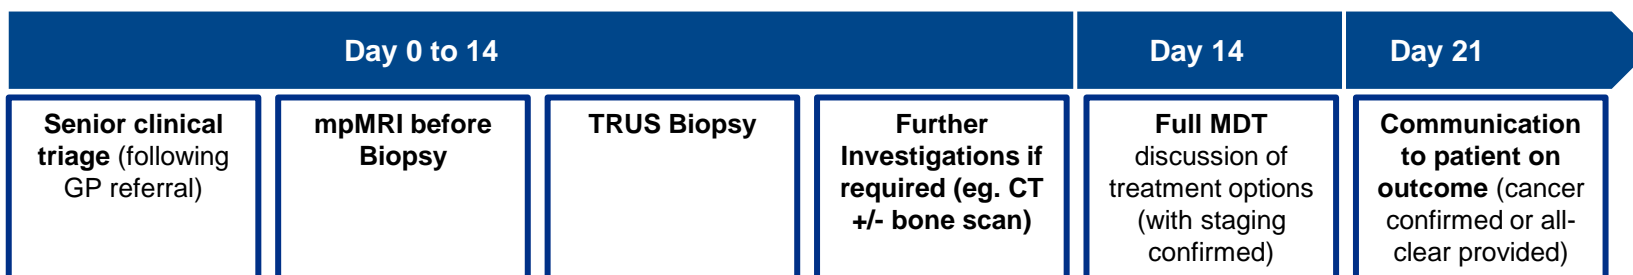 Day 0 to 14
Day 14
Day 21
Senior clinical
triage (following
GP referral)
mpMRI before
Biopsy
TRUS Biopsy
Further
Investigations if
required (eg. CT
+/- bone scan)
Full MDT
discussion of
treatment options
(with staging
confirmed)
Communication
to patient on
outcome (cancer
confirmed or all-
clear provided)